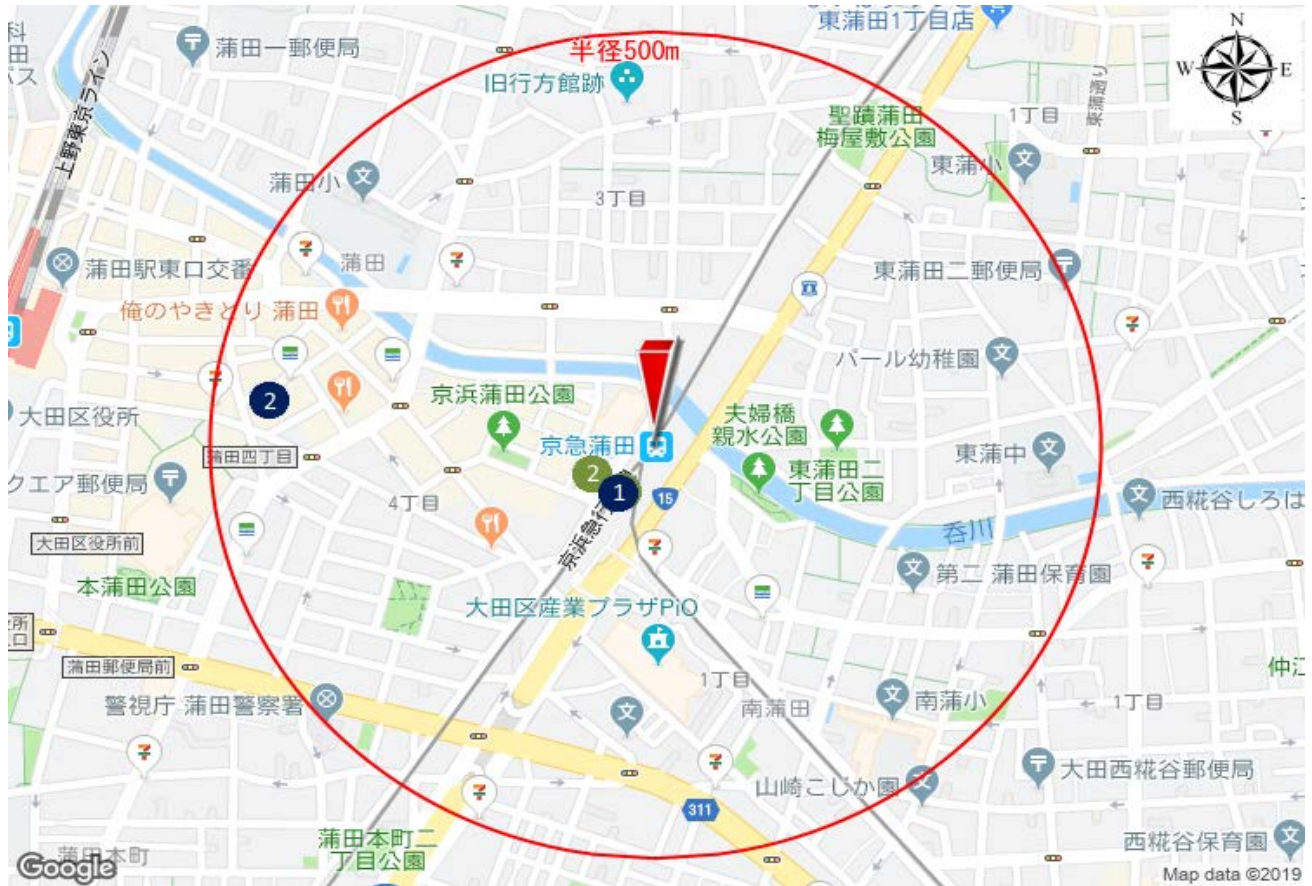 東蒲田1丁目店
N
W
E
S
半径500m
蒲田一郵便局
旧行方館跡
上野東京ライン
聖蹟蒲田
梅屋敷公園
1丁目
東蒲通り
東蒲小
蒲田小
3丁目
蒲田駅東口交番
蒲田
東蒲田二郵便局
俺のやきとり 蒲田
パール幼稚園
大田区役所
2
京浜蒲田公園
夫婦橋
親水公園
京急蒲田
東蒲田二
丁目公園
東蒲中
蒲田四丁目
クエア郵便局
2
1
15
4丁目
京浜急行
西糀谷しろは
呑川
大田区役所前
第二 蒲田保育園
本蒲田公園
大田区産業プラザPiO
蒲田郵便局前
仲江
1丁目
警視庁 蒲田警察署
南蒲田
南蒲小
1丁目
山崎こじか園
大田西糀谷郵便局
311
蒲田本町二
丁目公園
蒲田本町
西糀谷保育園
Google
Map data ©2019